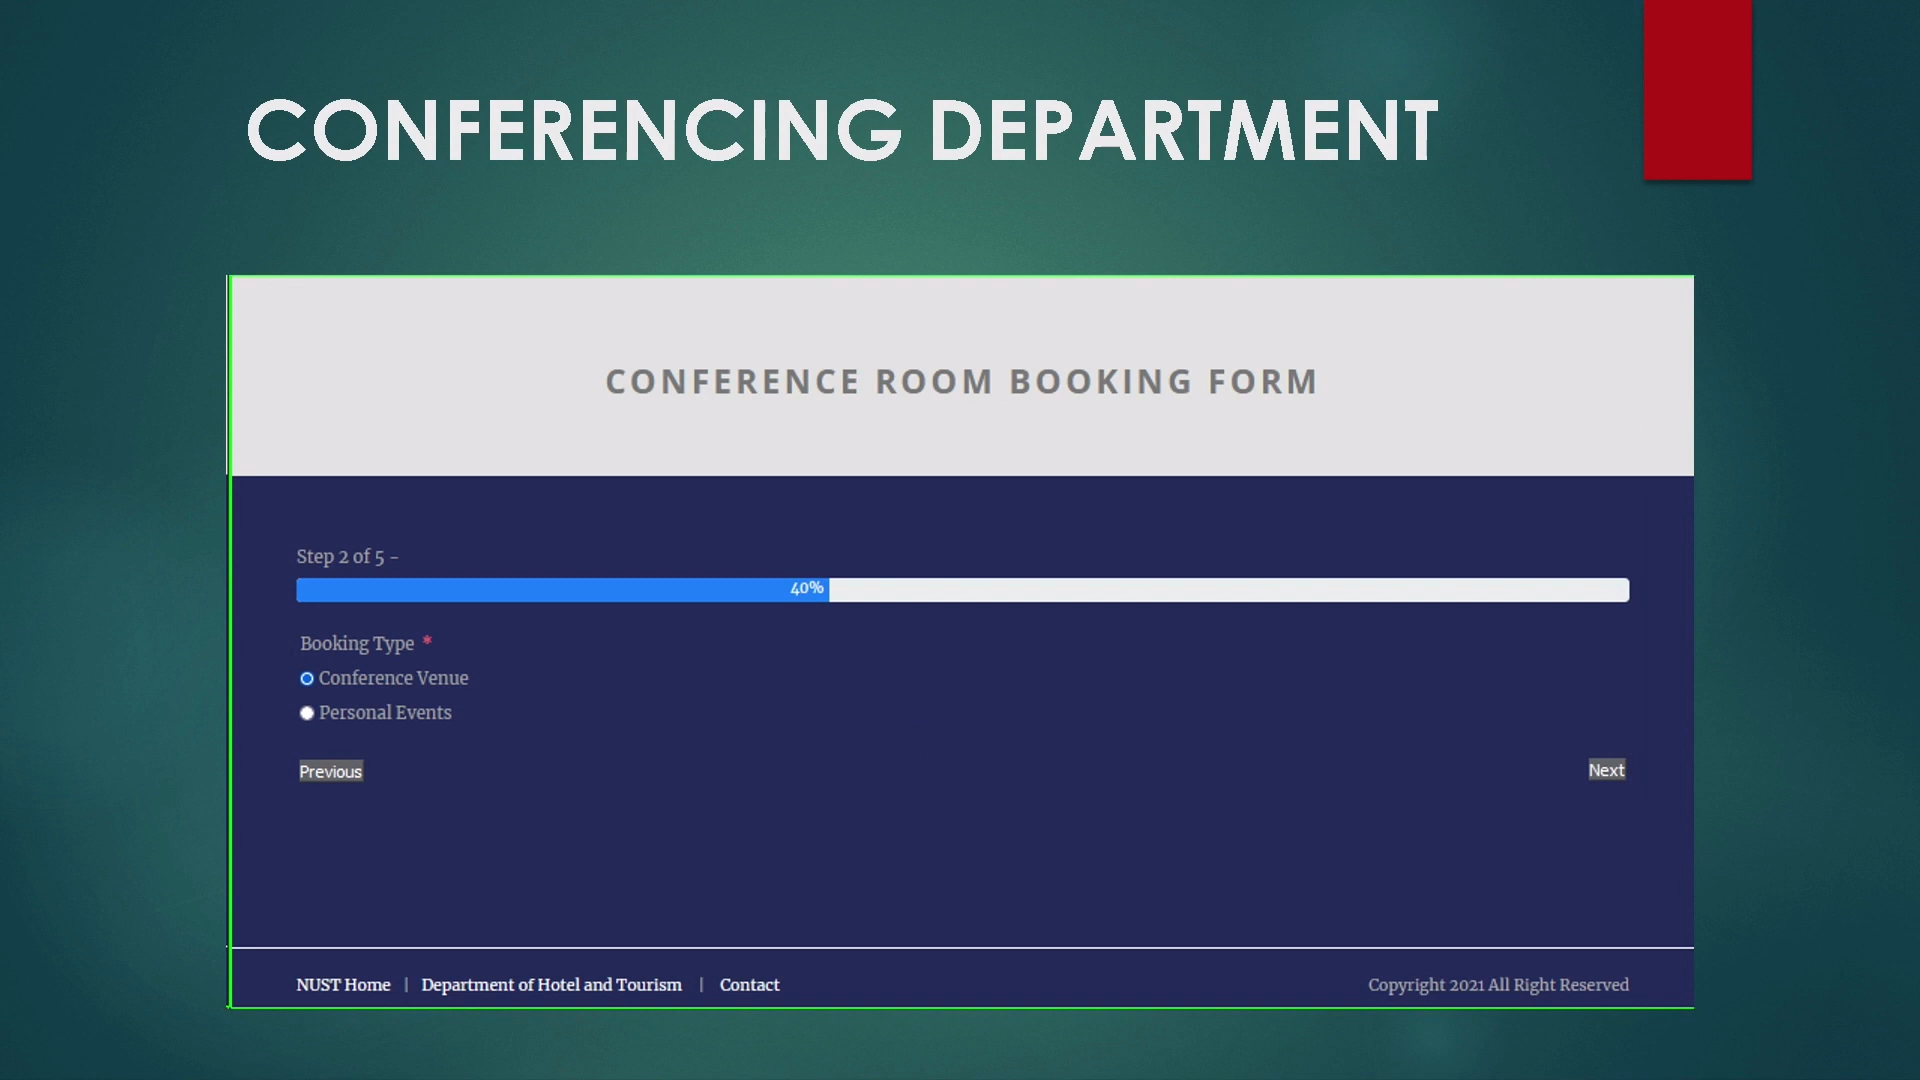 CONFERENCING DEPARTMENT
CONFERENCE ROOM BOOKING FORM
Step 2 of 5 -
40%
Booking Type *
Conference Venue
Personal Events
Previous
Next
NUST Home | Department of Hotel and Tourism | Contact
Copyright 2021 All Right Reserved